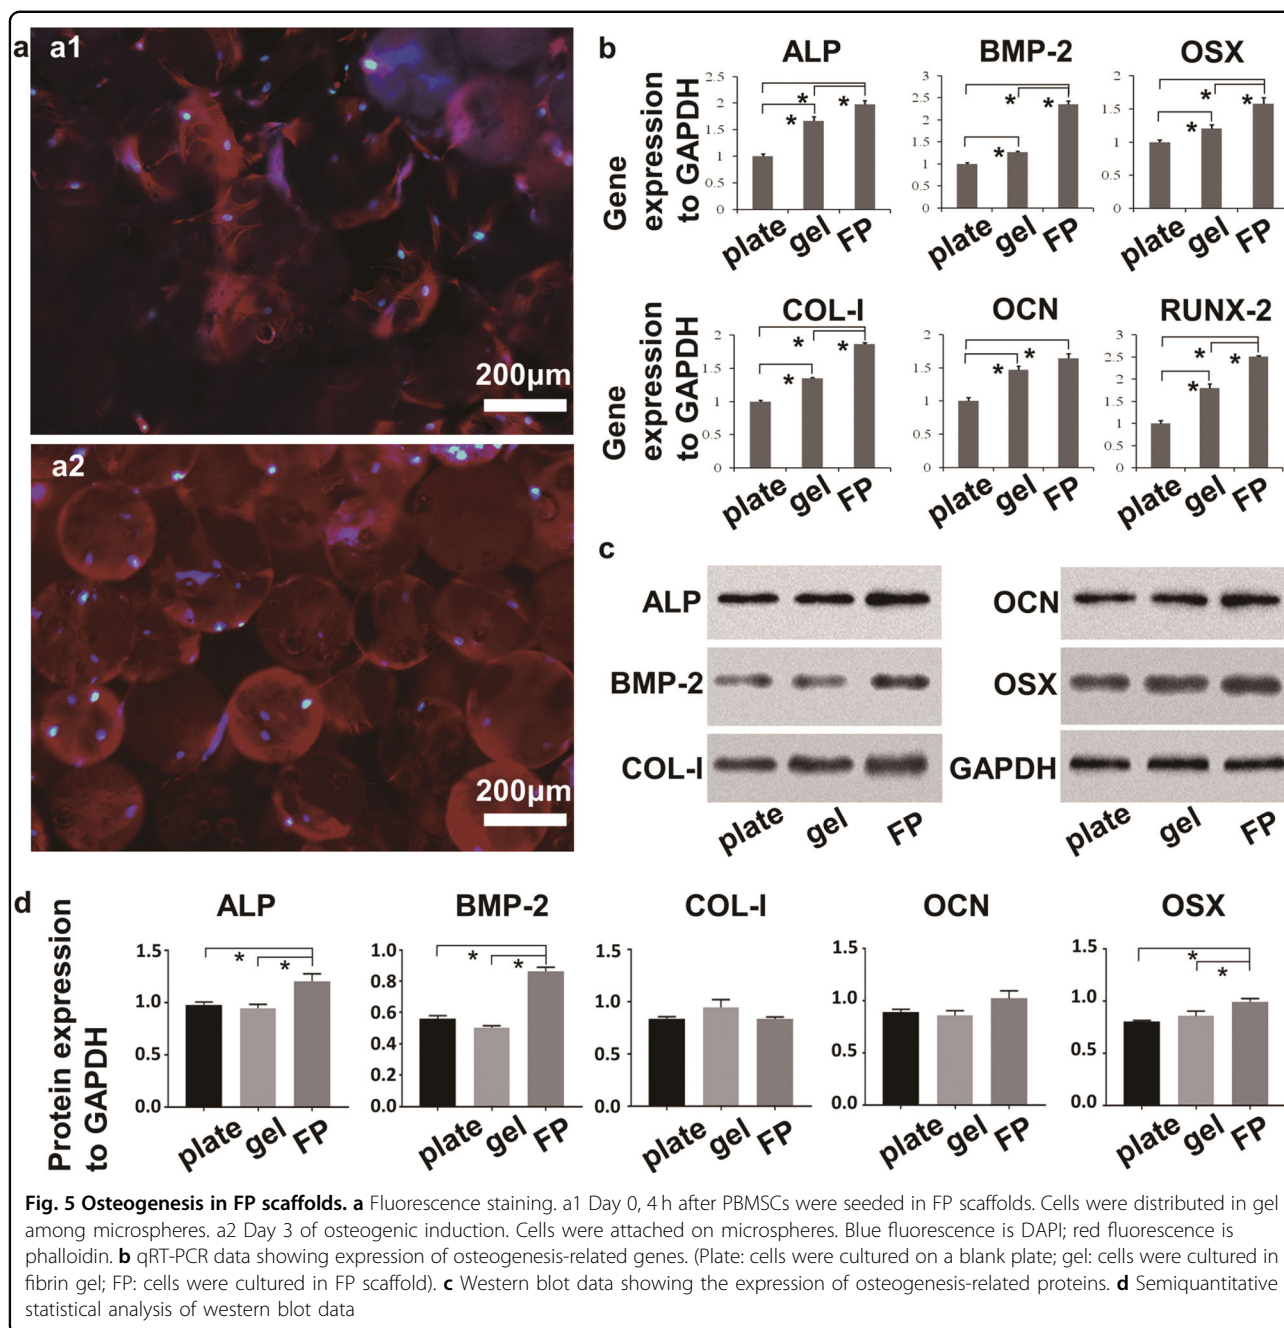 a a1
200µm
a2
200µm
b
ALP BMP-2 OSX
Gene expression to GAPDH
2.5
2
1.5
1
0.5
0
* * *
plate gel FP
3
2.5
2
1.5
1
0.5
0
* * *
plate gel FP
2
1.5
1
0.5
0
* * *
plate gel FP
COL-I OCN RUNX-2
Gene expression to GAPDH
2
1.5
1
0.5
0
* * *
plate gel FP
2
1.5
1
0.5
0
* *
plate gel FP
3
2.5
2
1.5
1
0.5
0
* * *
plate gel FP
c
ALP
BMP-2
COL-I
plate gel FP
OCN
OSX
GAPDH
plate gel FP
d
Protein expression to GAPDH
ALP
1.5
1.0
0.5
0.0
* *
plate gel FP
BMP-2
1.0
0.8
0.6
0.4
0.2
0.0
* *
plate gel FP
COL-I
1.5
1.0
0.5
0.0
plate gel FP
OCN
1.5
1.0
0.5
0.0
plate gel FP
OSX
1.5
1.0
0.5
0.0
* *
plate gel FP
Fig. 5 Osteogenesis in FP scaffolds. a Fluorescence staining. a1 Day 0, 4 h after PBMSCs were seeded in FP scaffolds. Cells were distributed in gel
among microspheres. a2 Day 3 of osteogenic induction. Cells were attached on microspheres. Blue fluorescence is DAPI; red fluorescence is
phalloidin. b qRT-PCR data showing expression of osteogenesis-related genes. (Plate: cells were cultured on a blank plate; gel: cells were cultured in
fibrin gel; FP: cells were cultured in FP scaffold). c Western blot data showing the expression of osteogenesis-related proteins. d Semiquantitative
statistical analysis of western blot data